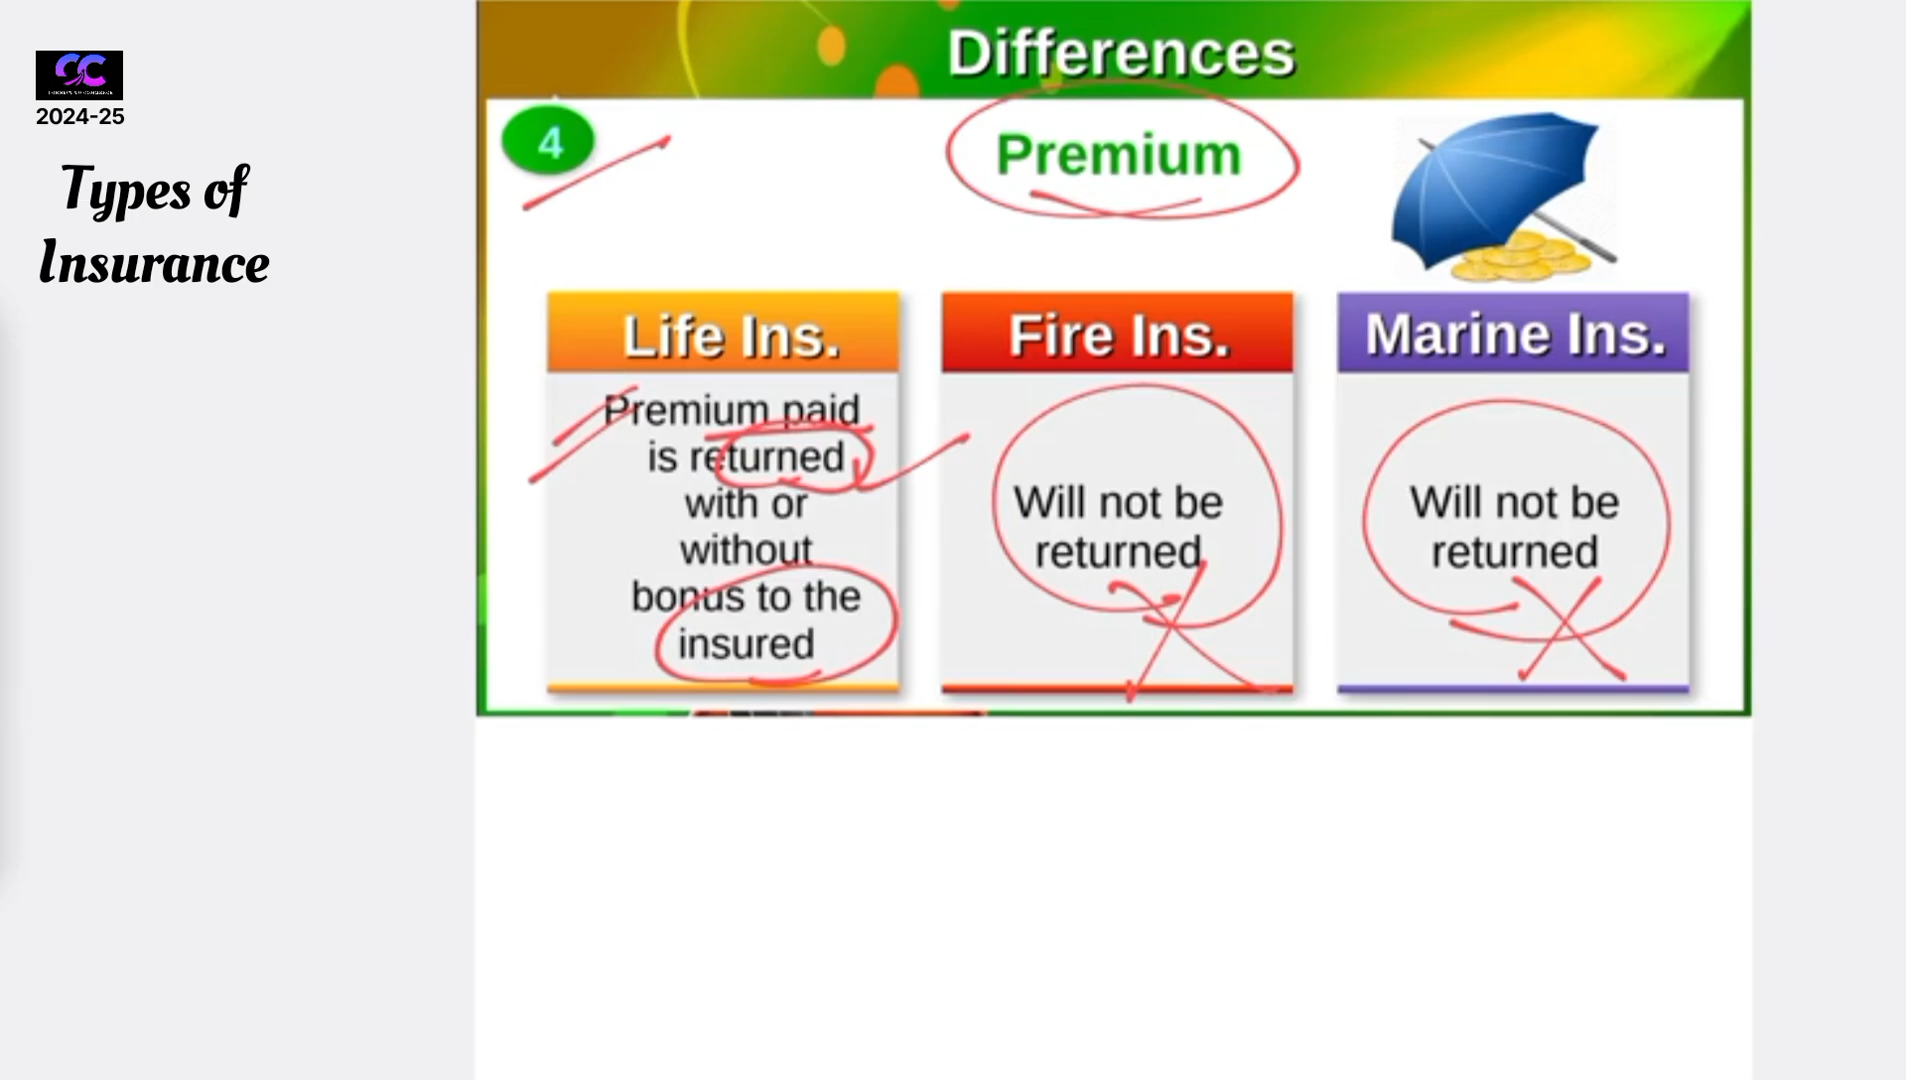 2024-25
Types of
Insurance
Differences
4
Premium
Life Ins.
Premium paid
is returned
with or
without
bonus to the
insured
Fire Ins.
Will not be
returned
Marine Ins.
Will not be
returned